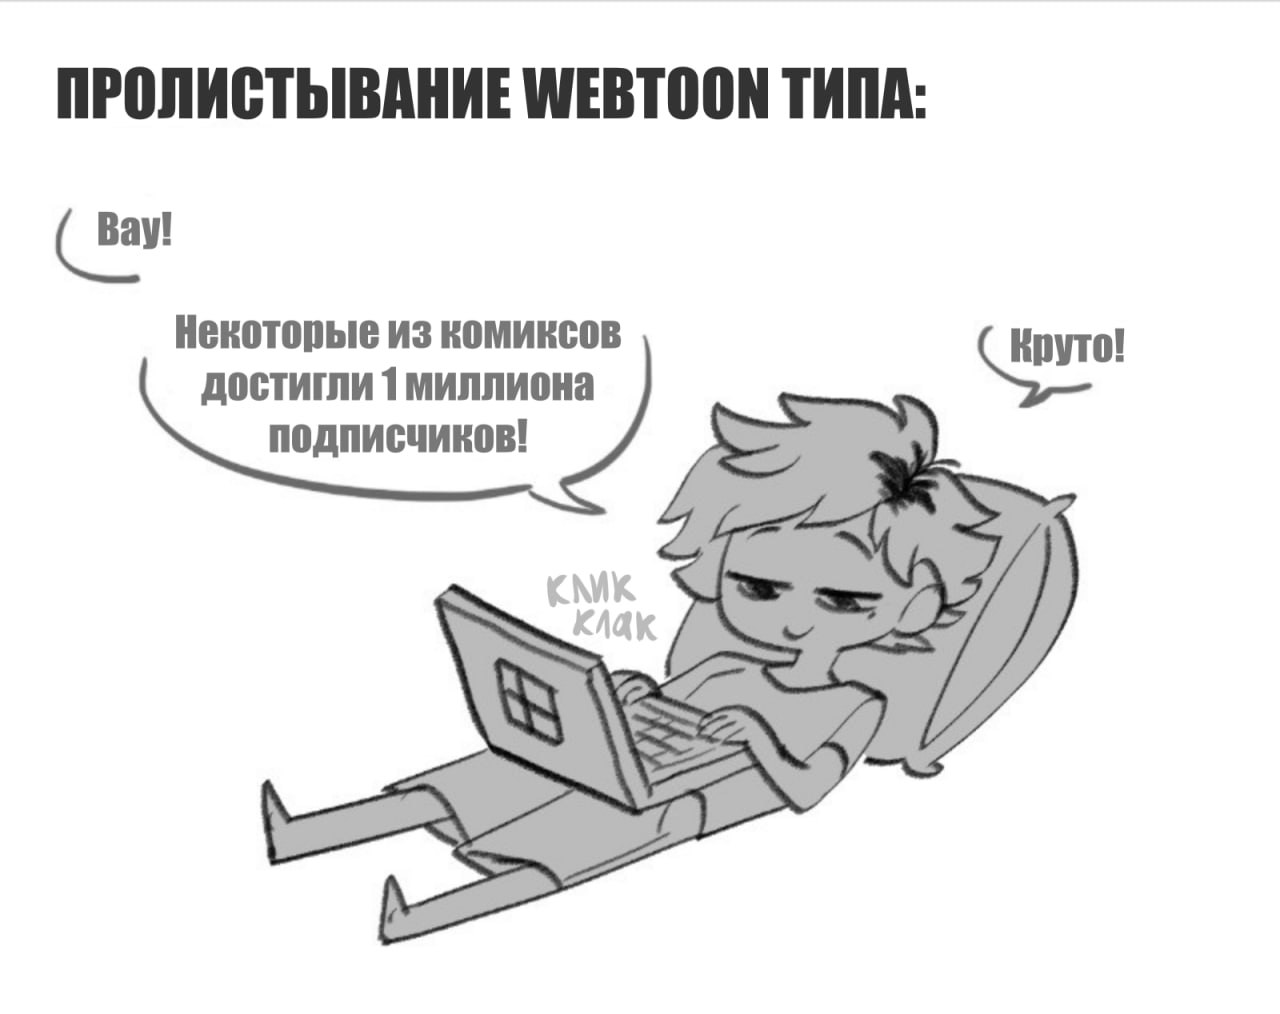 ПРОЛИСТЫВАНИЕ WEBTOON ТИПА:
Вау!
Некоторые из комиксов
достигли 1 миллиона
подписчиков!
Круто!
клик
клак